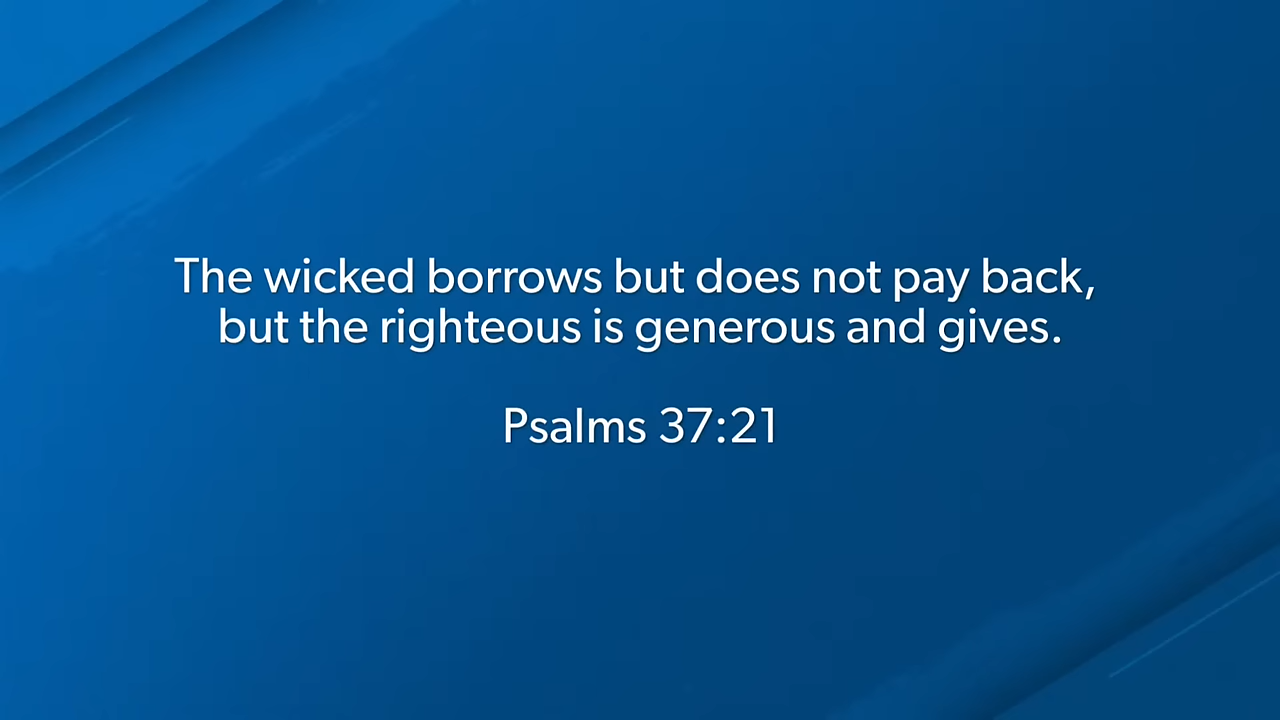 The wicked borrows but does not pay back,
but the righteous is generous and gives.
Psalms 37:21